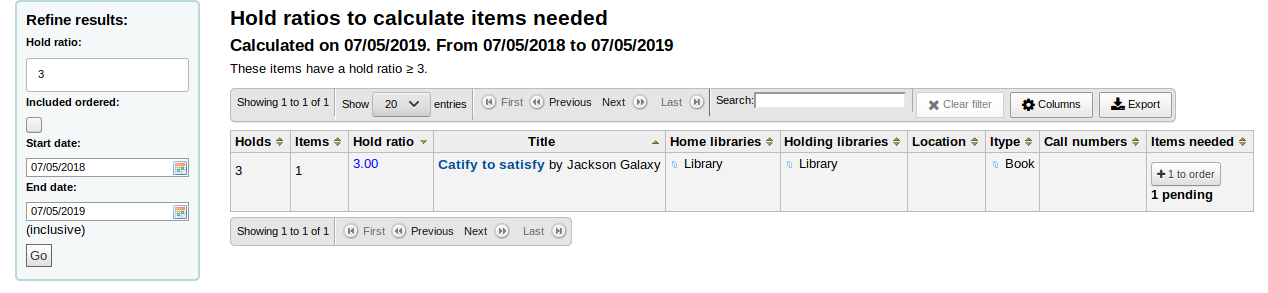 Refine results:
Hold ratio:
3
Included ordered:
Start date:
07/05/2018
End date:
07/05/2019
(inclusive)
Go
Hold ratios to calculate items needed
Calculated on 07/05/2019. From 07/05/2018 to 07/05/2019
These items have a hold ratio ≥ 3.
Showing 1 to 1 of 1 Show 20 entries First Previous Next Last Search: Clear filter Columns Export
Holds Items Hold ratio Title Home libraries Holding libraries Location Itype Call numbers Items needed
3 1 3.00 Catify to satisfy by Jackson Galaxy Library Library Book 1 to order
1 pending
Showing 1 to 1 of 1 First Previous Next Last